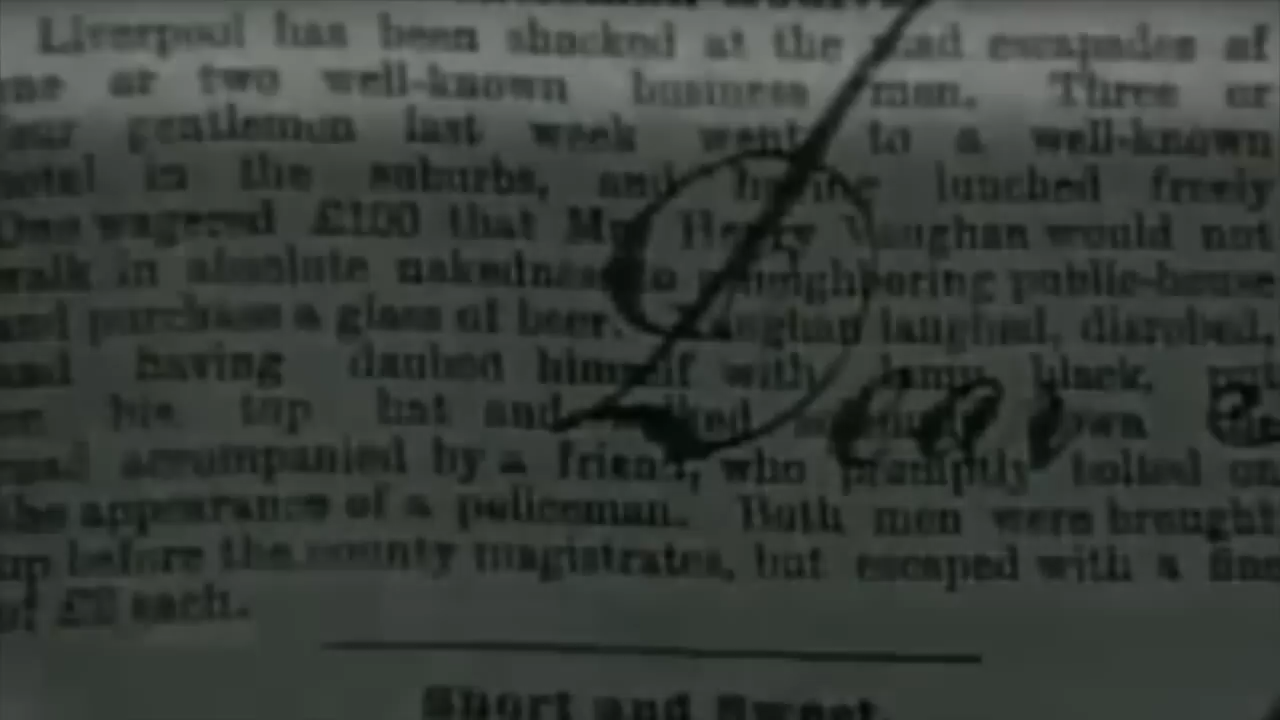 Liverpool has been shocked at the mad escapades of
one or two well-known business men. Three or
four gentlemen last week went to a well-known
hotel in the suburbs, and having lunched freely
One wagered £100 that Mr Henry Vaughan would not
walk in absolute nakedness to a neighboring public-house
and purchase a glass of beer. Vaughan laughed, disrobed,
and having daubed himself with lamp black, put
on his top hat and walked down the
road accompanied by a friend, who promptly bolted on
the appearance of a policeman. Both men were brought
up before the county magistrates, but escaped with a fine
of each.
Short and Sweet.